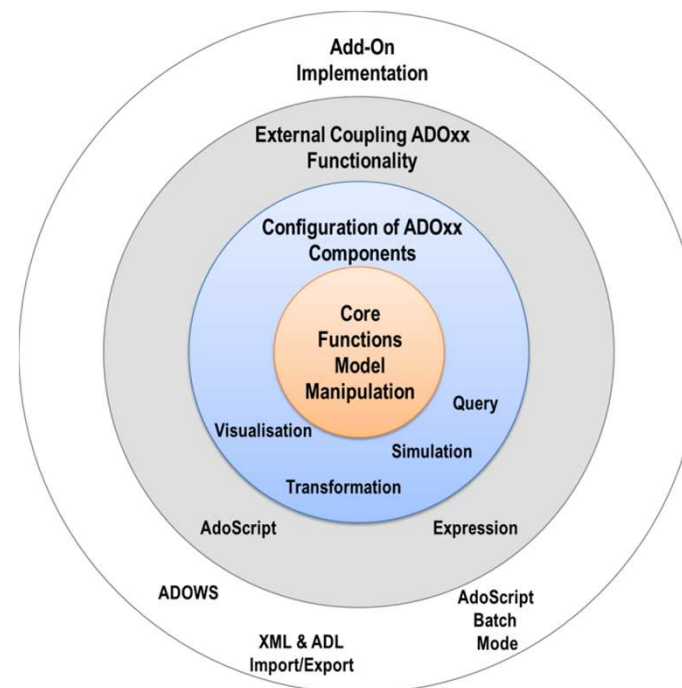 Add-On
Implementation
External Coupling ADOxx
Functionality
Configuration of ADOxx
Components
Core
Functions
Model
Manipulation
Query
Visualisation
Simulation
Transformation
AdoScript
Expression
ADOWS
AdoScript
Batch
Mode
XML & ADL
Import/Export